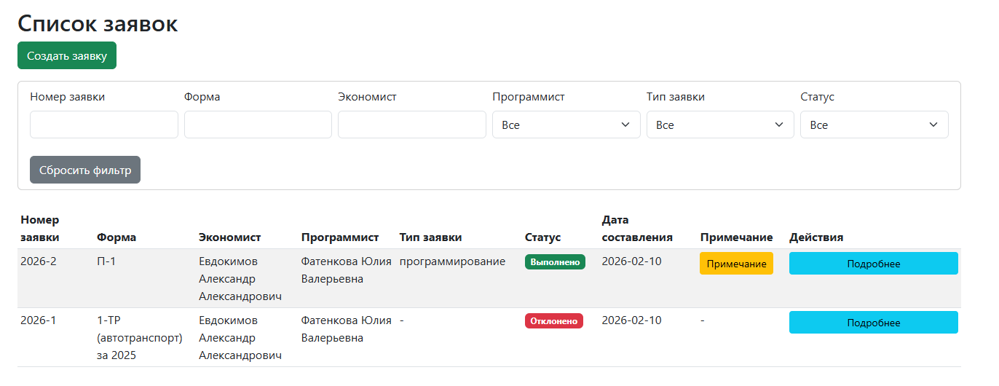 Список заявок
Создать заявку
Номер заявки Форма Экономист Программист Тип заявки Статус
Все Все Все
Сбросить фильтр
Номер заявки Форма Экономист Программист Тип заявки Статус Дата составления Примечание Действия
2026-2 П-1 Евдокимов Фатенкова Юлия программирование Выполнено 2026-02-10 Примечание Подробнее
Александр Валерьевна
Александрович
2026-1 1-ТР Евдокимов Фатенкова Юлия - Отклонено 2026-02-10 - Подробнее
(автотранспорт) Александр Валерьевна
за 2025 Александрович